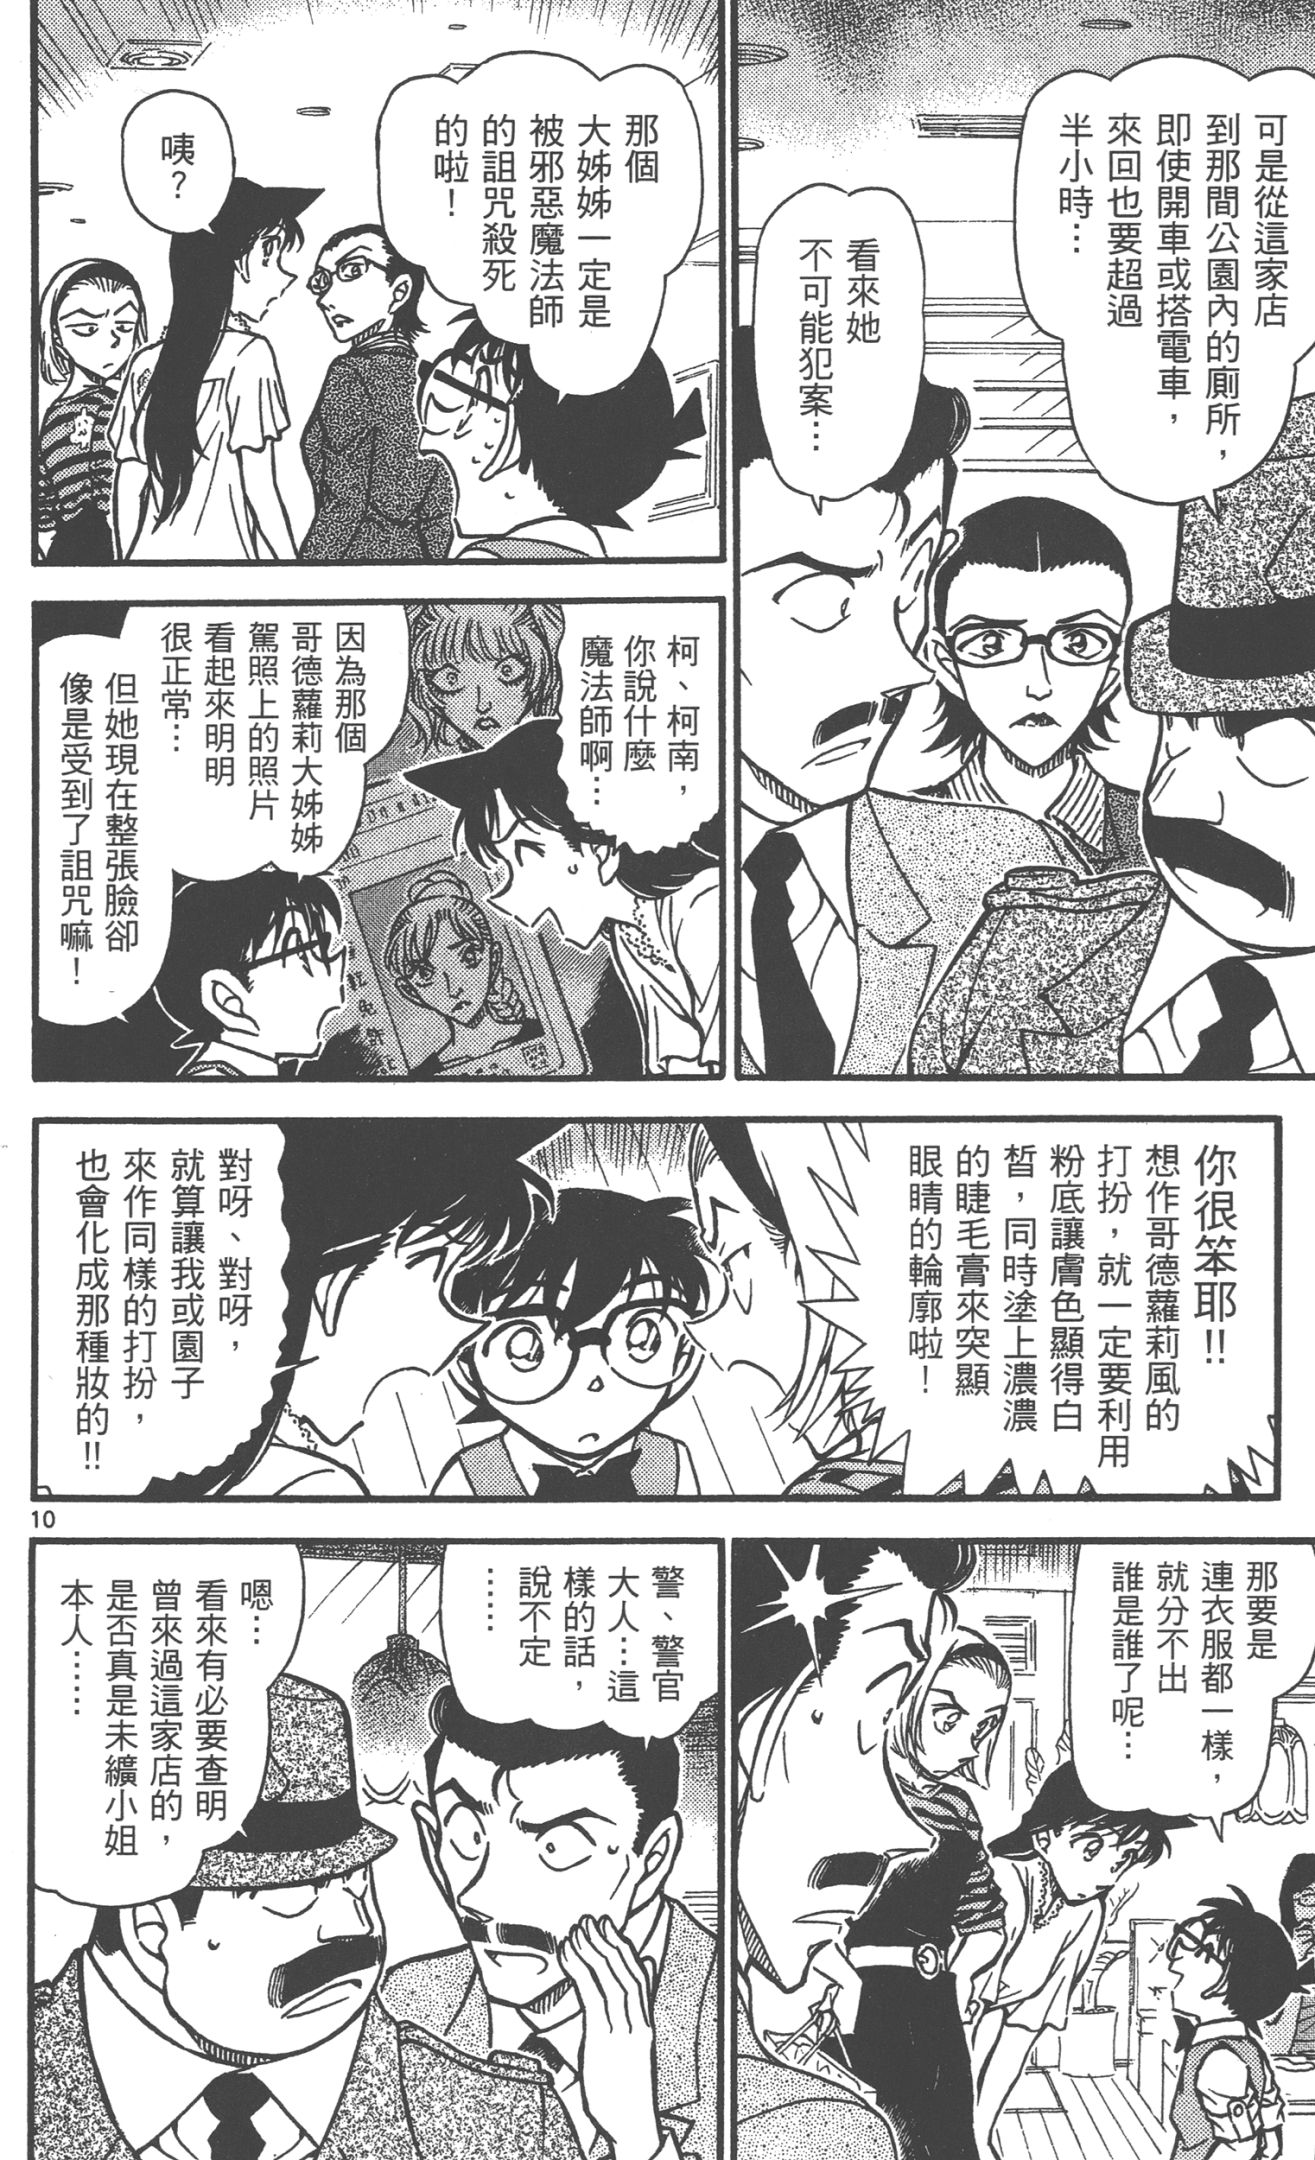 可是從這家店
到那間公園內的廁所，
即使開車或搭電車，
來回也要超過
半小時…
看來她
不可能犯案…
那個
大姊姊一定是
被邪惡魔法師
的詛咒殺死
的啦！
咦？
柯、柯南，
你說什麼
魔法師啊…
因為那個
哥德蘿莉大姊姊
駕照上的照片
看起來明明
很正常…
但她現在整張臉卻
像是受到了詛咒嘛！
你很笨耶!!
想作哥德蘿莉風的
打扮，就一定要利用
粉底讓膚色顯得白
皙，同時塗上濃濃
的睫毛膏來突顯
眼睛的輪廓啦！
對呀、對呀，
就算讓我或園子
來作同樣的打扮，
也會化成那種妝的!!
10
那要是
連衣服都一樣，
就分不出
誰是誰了呢…
警、警官
大人…這
樣的話，
說不定
……
嗯…
看來有必要查明
曾來過這家店的，
是否真是未纊小姐
本人……